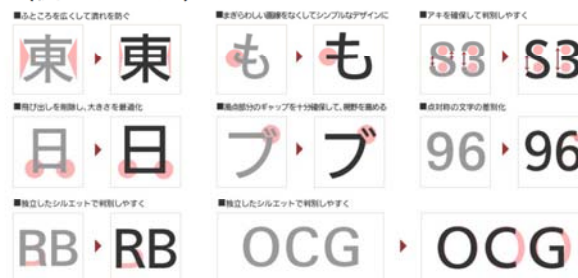 ■ふところを広くして潰れを防ぐ
東 東
■まぎらわしい画線をなくしてシンプルなデザインに
も も
■アキを確保して判別しやすく
S3 S3
■飛び出しを削除し、大きさを最適化
日 日
■濁点部分のギャップを十分確保して、視認を高める
ブ ブ
■点対称の文字の差別化
96 96
■独立したシルエットで判別しやすく
RB RB
■独立したシルエットで判別しやすく
OCG OCG